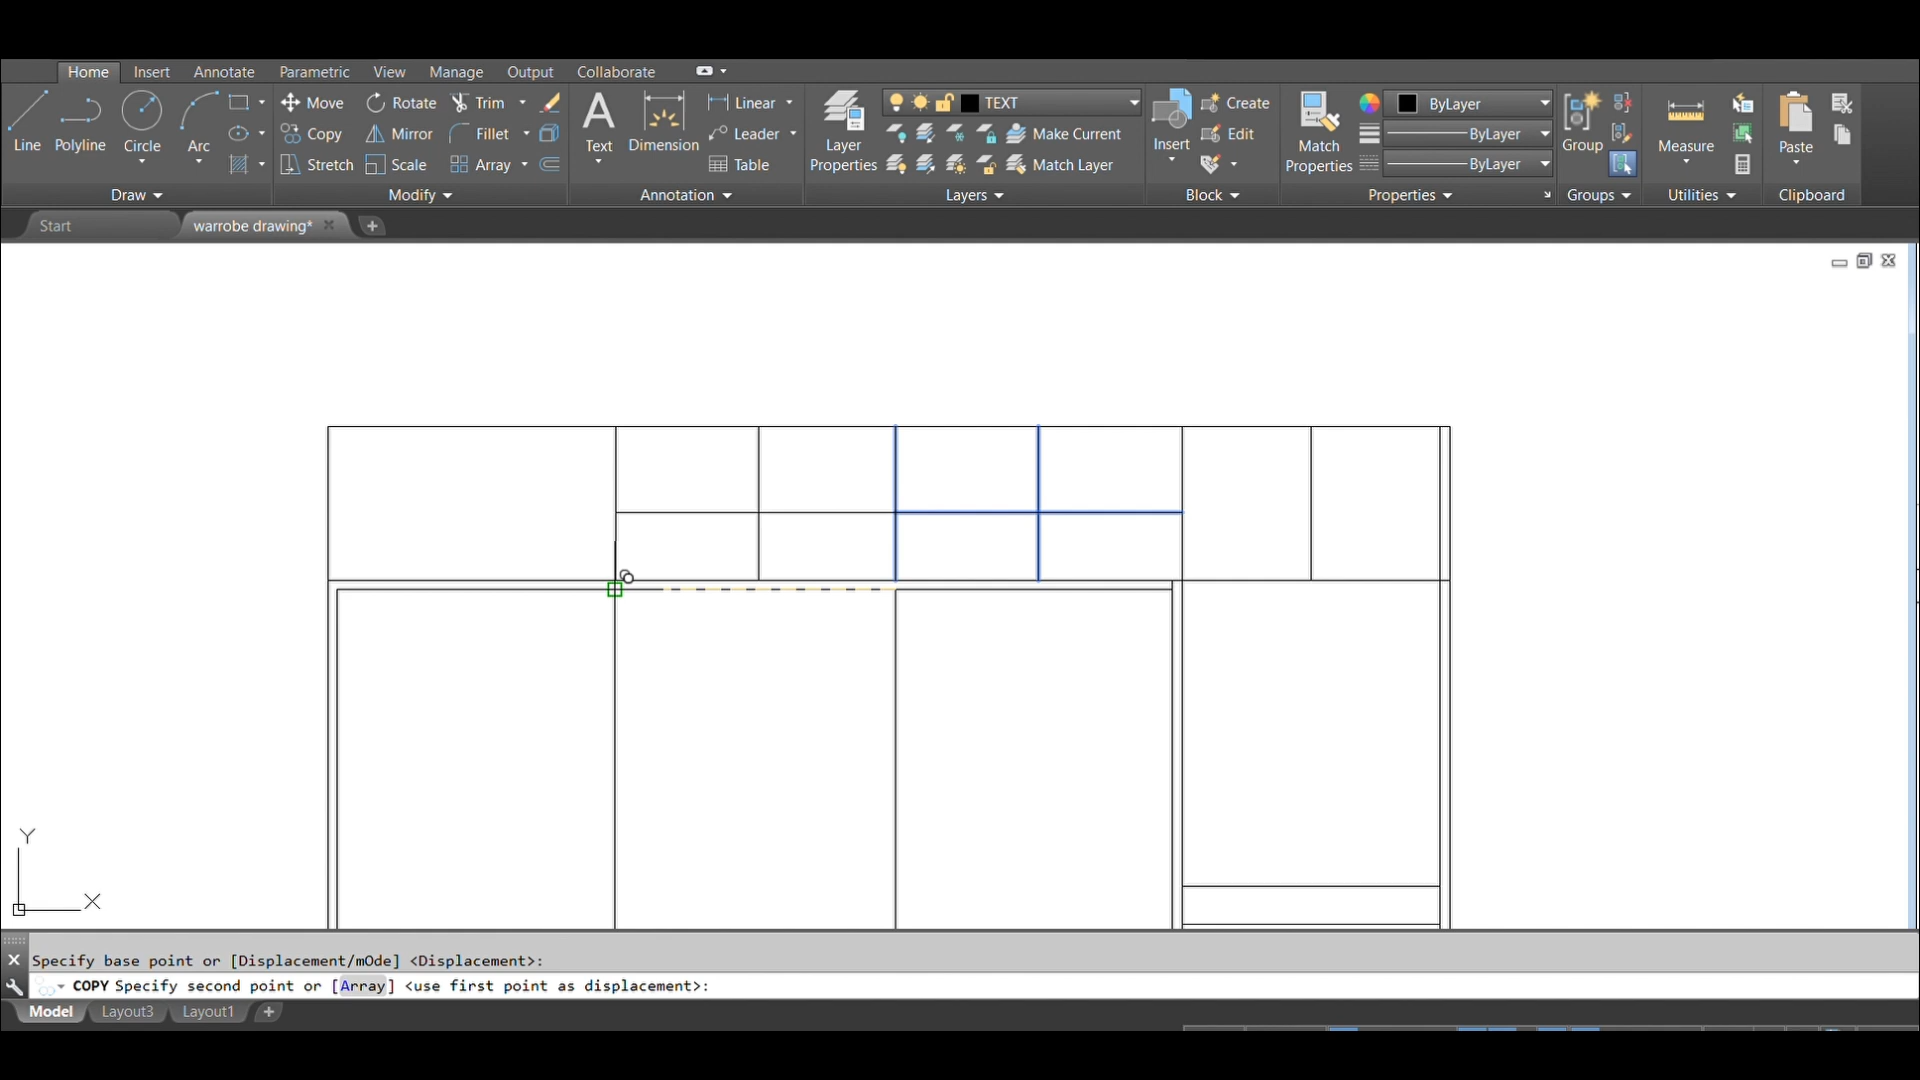 Home Insert Annotate Parametric View Manage Output Collaborate
Line Polyline Circle Arc
Move Rotate Trim
Copy Mirror Fillet
Stretch Scale Array
Text Dimension
Linear
Leader
Table
Layer Properties
TEXT
Make Current
Match Layer
Insert
Create
Edit
Match Properties
ByLayer
ByLayer
ByLayer
Group
Measure
Paste
Draw Modify Annotation Layers Block Properties Groups Utilities Clipboard
Start warrobe drawing*
Y
X
Specify base point or [Displacement/mOde] <Displacement>:
COPY Specify second point or [Array] <use first point as displacement>:
Model Layout3 Layout1